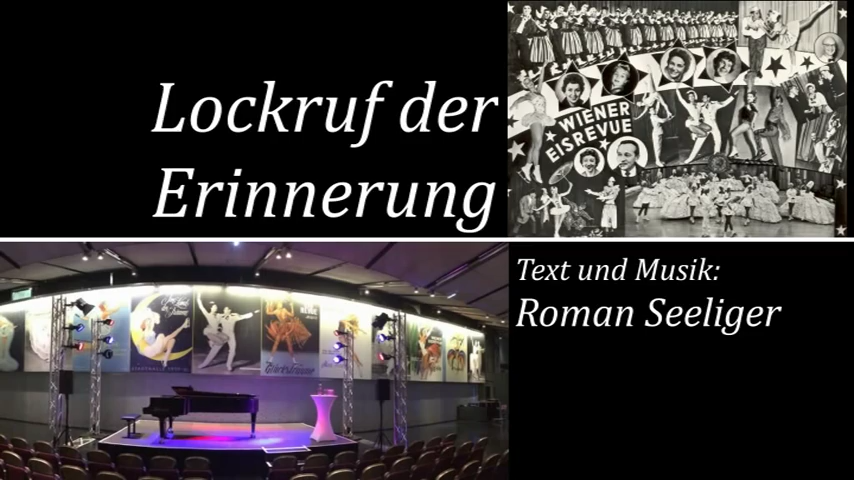 Lockruf der
Erinnerung
WIENER
EISREVUE
Text und Musik:
Roman Seeliger